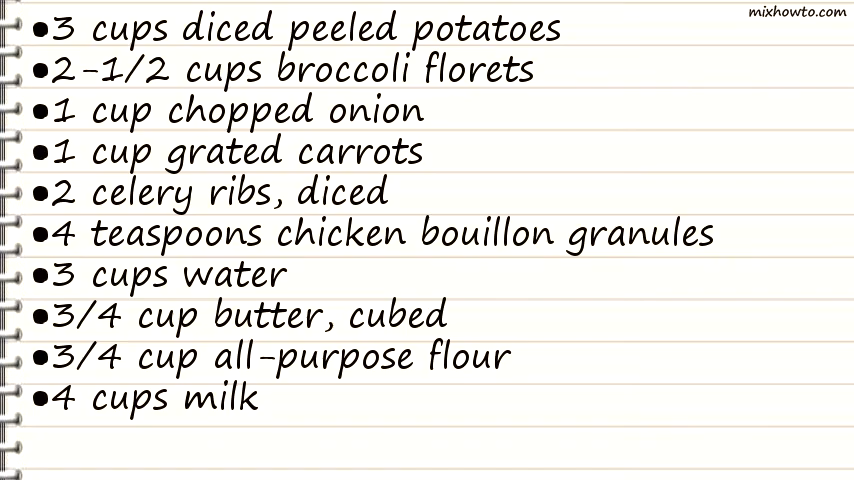 mixhowto.com
•3 cups diced peeled potatoes
•2-1/2 cups broccoli florets
•1 cup chopped onion
•1 cup grated carrots
•2 celery ribs, diced
•4 teaspoons chicken bouillon granules
•3 cups water
•3/4 cup butter, cubed
•3/4 cup all-purpose flour
•4 cups milk